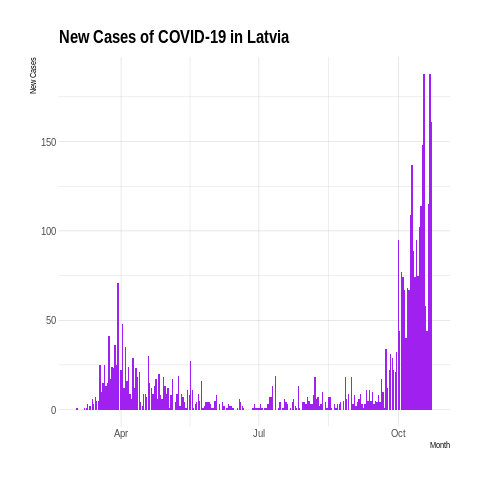 New Cases of COVID-19 in Latvia
New Cases
150
100
50
0
Apr
Jul
Oct
Month